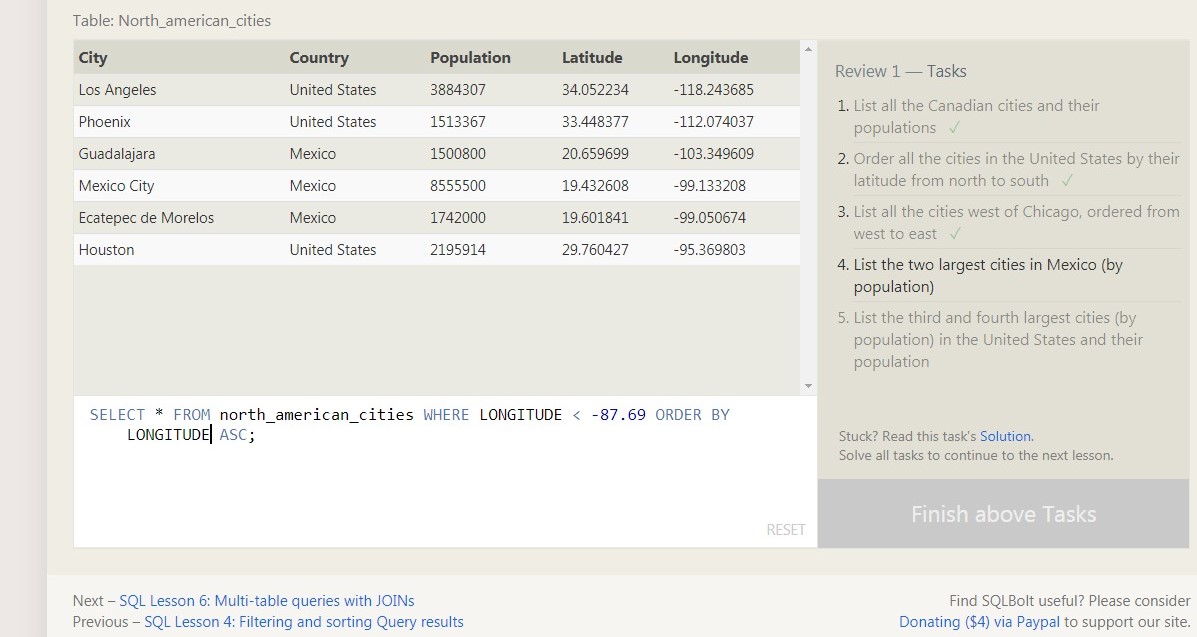 Table: North_american_cities
City Country Population Latitude Longitude
Los Angeles United States 3884307 34.052234 -118.243685
Phoenix United States 1513367 33.448377 -112.074037
Guadalajara Mexico 1500800 20.659699 -103.349609
Mexico City Mexico 8555500 19.432608 -99.133208
Ecatepec de Morelos Mexico 1742000 19.601841 -99.050674
Houston United States 2195914 29.760427 -95.369803
SELECT * FROM north_american_cities WHERE LONGITUDE < -87.69 ORDER BY
LONGITUDE ASC;
RESET
Review 1 — Tasks
1. List all the Canadian cities and their
populations ✓
2. Order all the cities in the United States by their
latitude from north to south ✓
3. List all the cities west of Chicago, ordered from
west to east ✓
4. List the two largest cities in Mexico (by
population)
5. List the third and fourth largest cities (by
population) in the United States and their
population
Stuck? Read this task's Solution.
Solve all tasks to continue to the next lesson.
Finish above Tasks
Next – SQL Lesson 6: Multi-table queries with JOINs
Previous – SQL Lesson 4: Filtering and sorting Query results
Find SQLBolt useful? Please consider
Donating ($4) via Paypal to support our site.